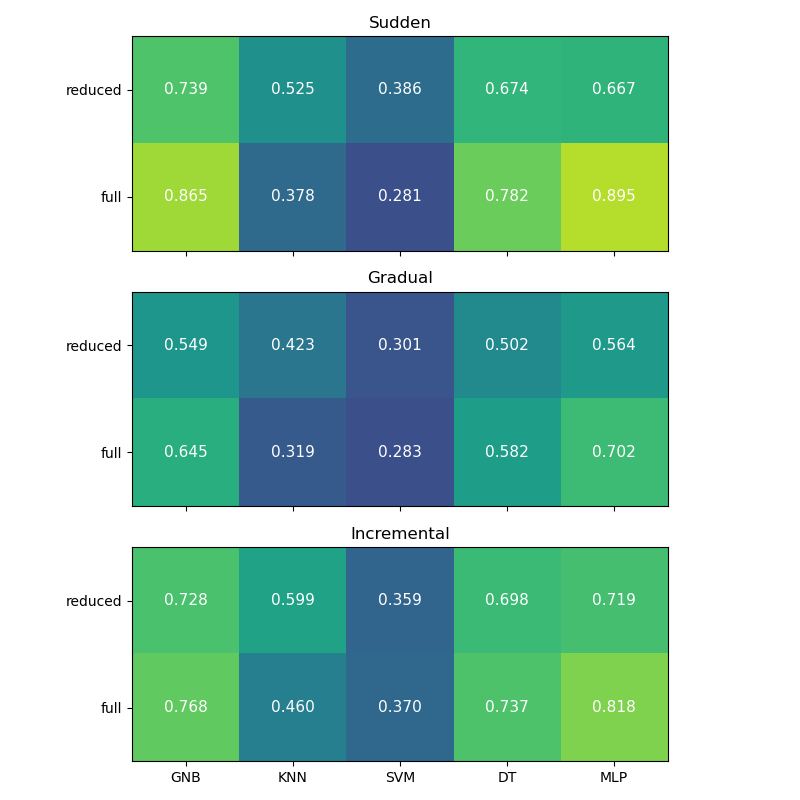 Sudden
reduced 0.739 0.525 0.386 0.674 0.667
full 0.865 0.378 0.281 0.782 0.895
Gradual
reduced 0.549 0.423 0.301 0.502 0.564
full 0.645 0.319 0.283 0.582 0.702
Incremental
reduced 0.728 0.599 0.359 0.698 0.719
full 0.768 0.460 0.370 0.737 0.818
GNB KNN SVM DT MLP